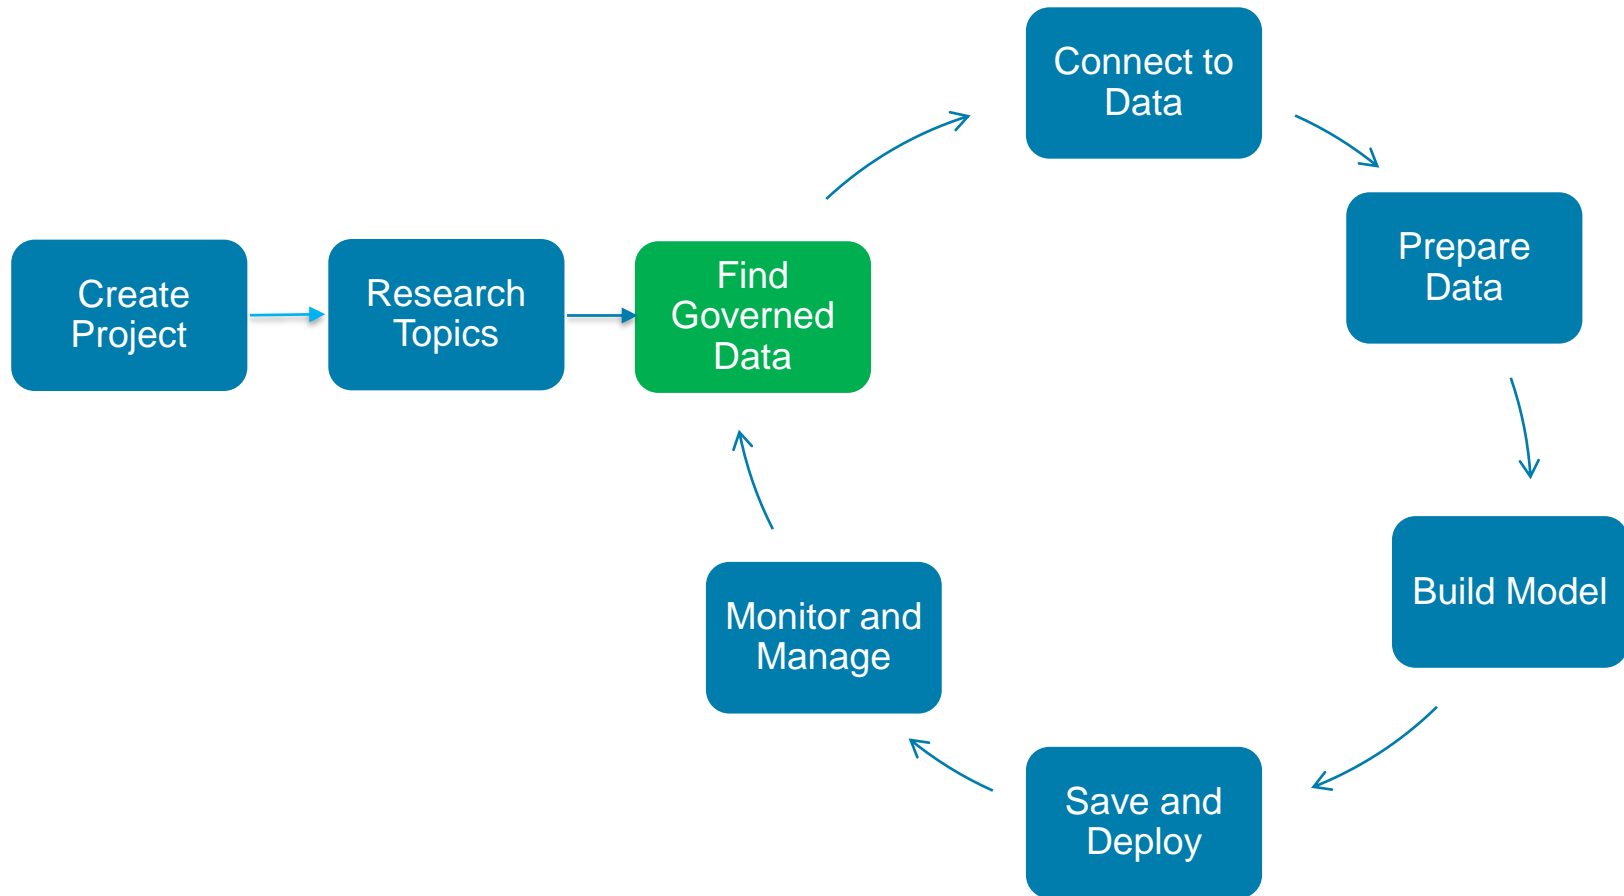 Create
Project
Research
Topics
Find
Governed
Data
Connect to
Data
Prepare
Data
Build Model
Save and
Deploy
Monitor and
Manage